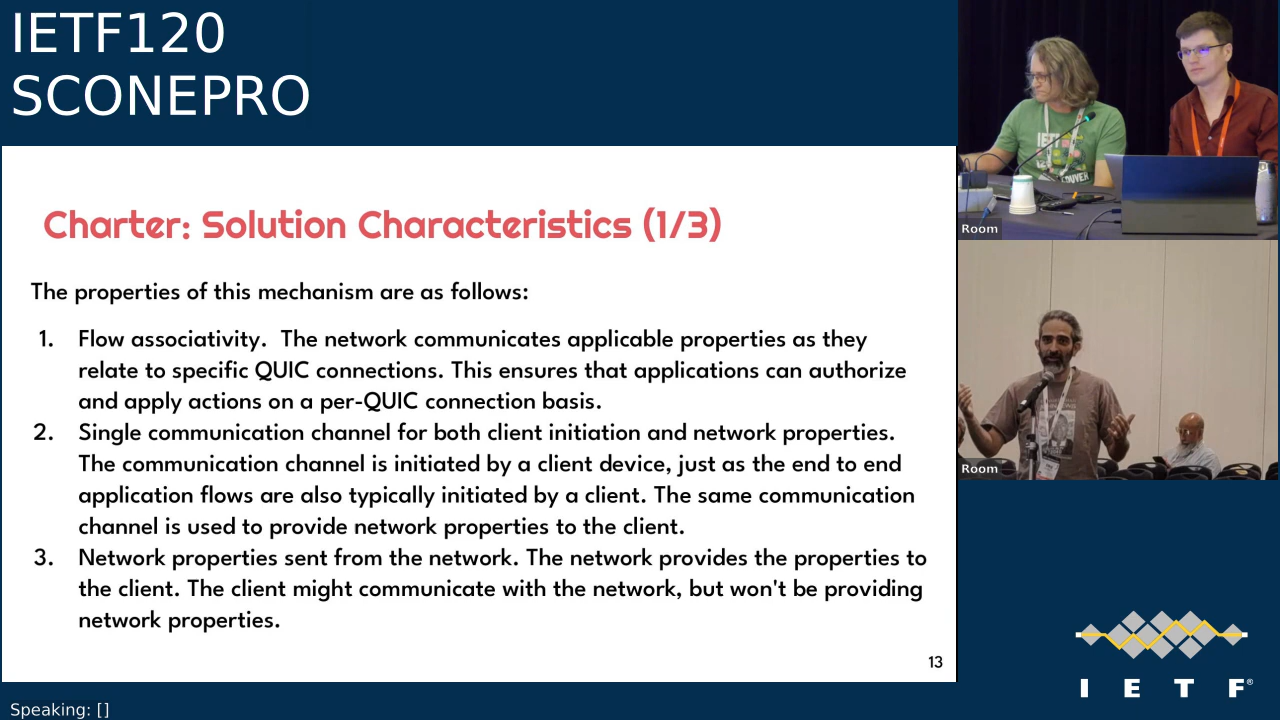 IETF120
SCONEPRO
Charter: Solution Characteristics (1/3)
The properties of this mechanism are as follows:
1. Flow associativity.  The network communicates applicable properties as they
relate to specific QUIC connections. This ensures that applications can authorize
and apply actions on a per-QUIC connection basis.
2. Single communication channel for both client initiation and network properties.
The communication channel is initiated by a client device, just as the end to end
application flows are also typically initiated by a client. The same communication
channel is used to provide network properties to the client.
3. Network properties sent from the network. The network provides the properties to
the client. The client might communicate with the network, but won't be providing
network properties.
13
Room
Room
IETF
I E T F®
Speaking: []